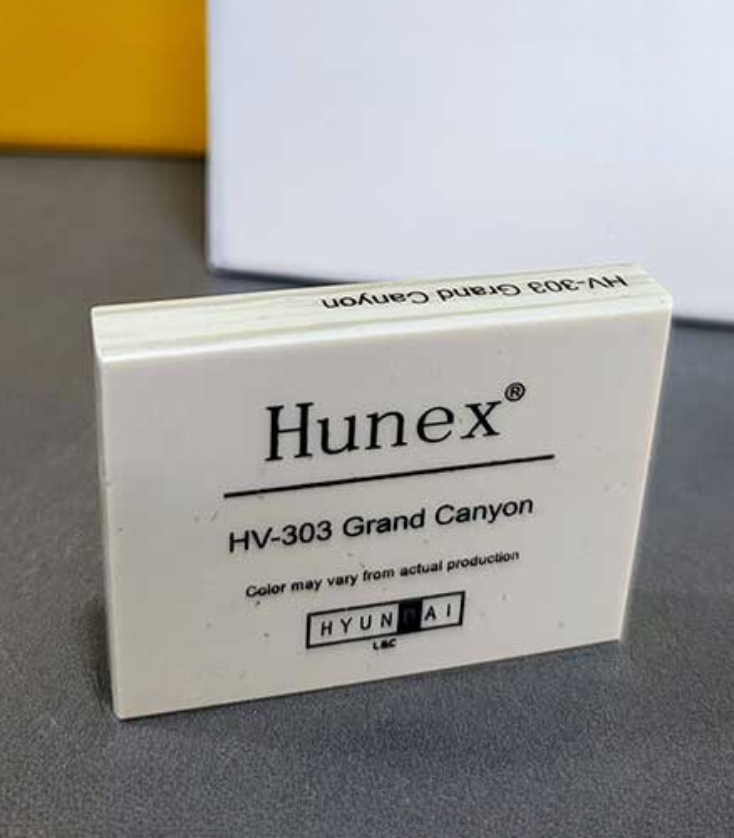 HV-303 Grand Canyon
Hunex®
HV-303 Grand Canyon
Color may vary from actual production
HYUNDAI
L&C